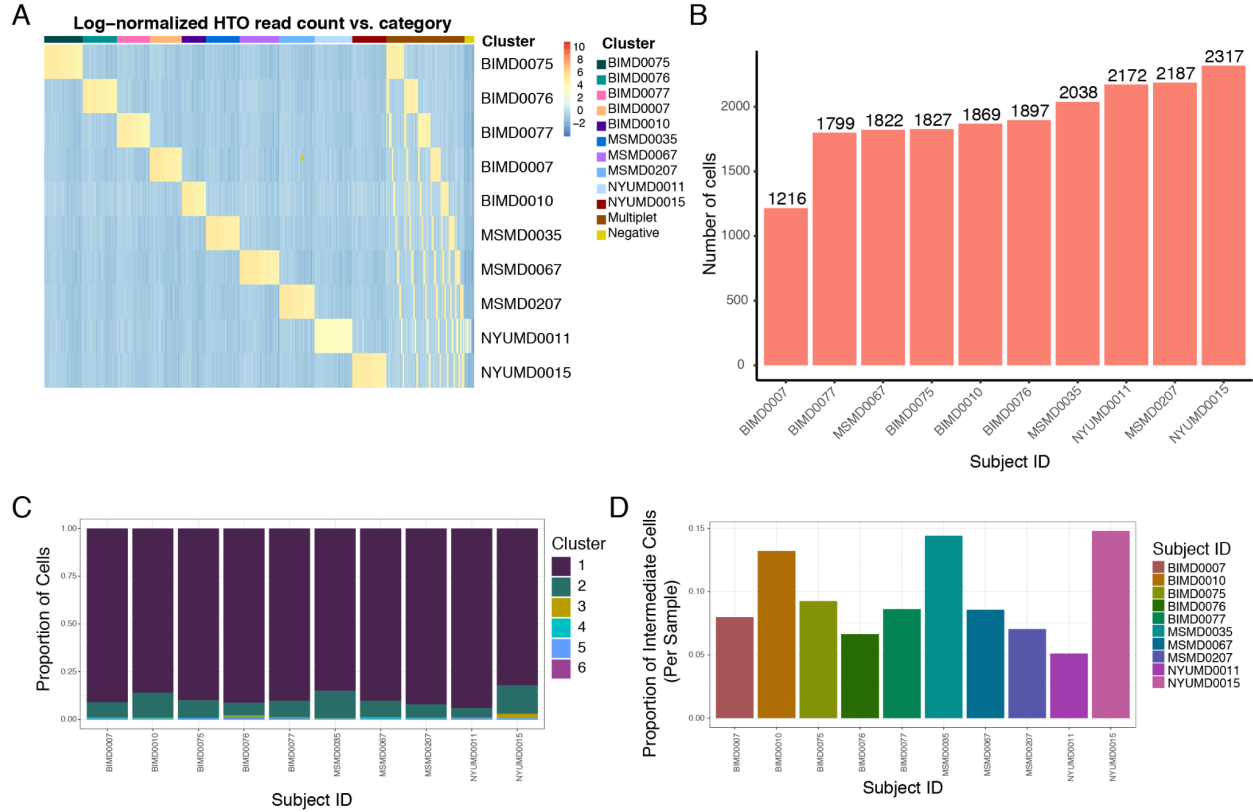 A
Log−normalized HTO read count vs. category
Cluster
BIMD0075
BIMD0076
BIMD0077
BIMD0007
BIMD0010
MSMD0035
MSMD0067
MSMD0207
NYUMD0011
NYUMD0015
10
8
6
4
2
0
−2
Cluster
BIMD0075
BIMD0076
BIMD0077
BIMD0007
BIMD0010
MSMD0035
MSMD0067
MSMD0207
NYUMD0011
NYUMD0015
Multiplet
Negative
B
Number of cells
2000
1500
1000
500
0
1216
1799
1822
1827
1869
1897
2038
2172
2187
2317
BIMD0007
BIMD0077
MSMD0067
BIMD0075
BIMD0010
BIMD0076
MSMD0035
NYUMD0011
MSMD0207
NYUMD0015
Subject ID
C
Proportion of Cells
1.00
0.75
0.50
0.25
0.00
BIMD0007
BIMD0010
BIMD0075
BIMD0076
BIMD0077
MSMD0035
MSMD0067
MSMD0207
NYUMD0011
NYUMD0015
Subject ID
Cluster
1
2
3
4
5
6
D
Proportion of Intermediate Cells
(Per Sample)
0.15
0.10
0.05
0.00
BIMD0007
BIMD0010
BIMD0075
BIMD0076
BIMD0077
MSMD0035
MSMD0067
MSMD0207
NYUMD0011
NYUMD0015
Subject ID
Subject ID
BIMD0007
BIMD0010
BIMD0075
BIMD0076
BIMD0077
MSMD0035
MSMD0067
MSMD0207
NYUMD0011
NYUMD0015